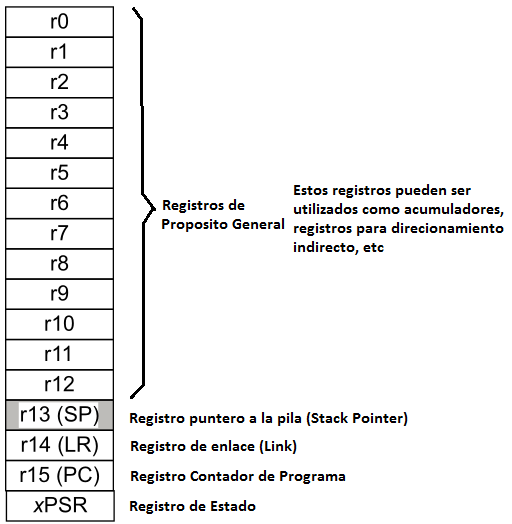 r0
r1
r2
r3
r4
r5
r6
r7
r8
r9
r10
r11
r12
Registros de
Proposito General
Estos registros pueden ser
utilizados como acumuladores,
registros para direcionamiento
indirecto, etc
r13 (SP) Registro puntero a la pila (Stack Pointer)
r14 (LR) Registro de enlace (Link)
r15 (PC) Registro Contador de Programa
xPSR Registro de Estado